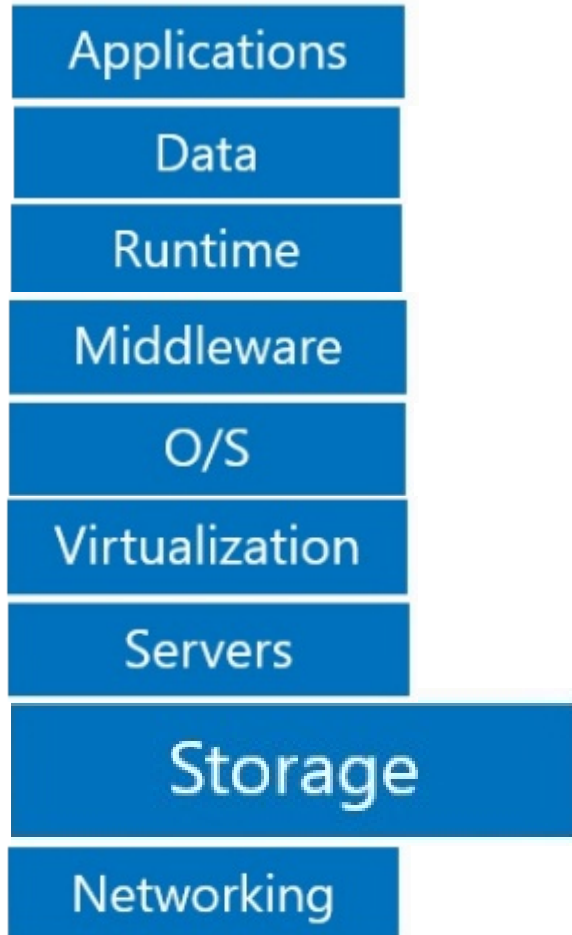 Applications
Data
Runtime
Middleware
O/S
Virtualization
Servers
Storage
Networking